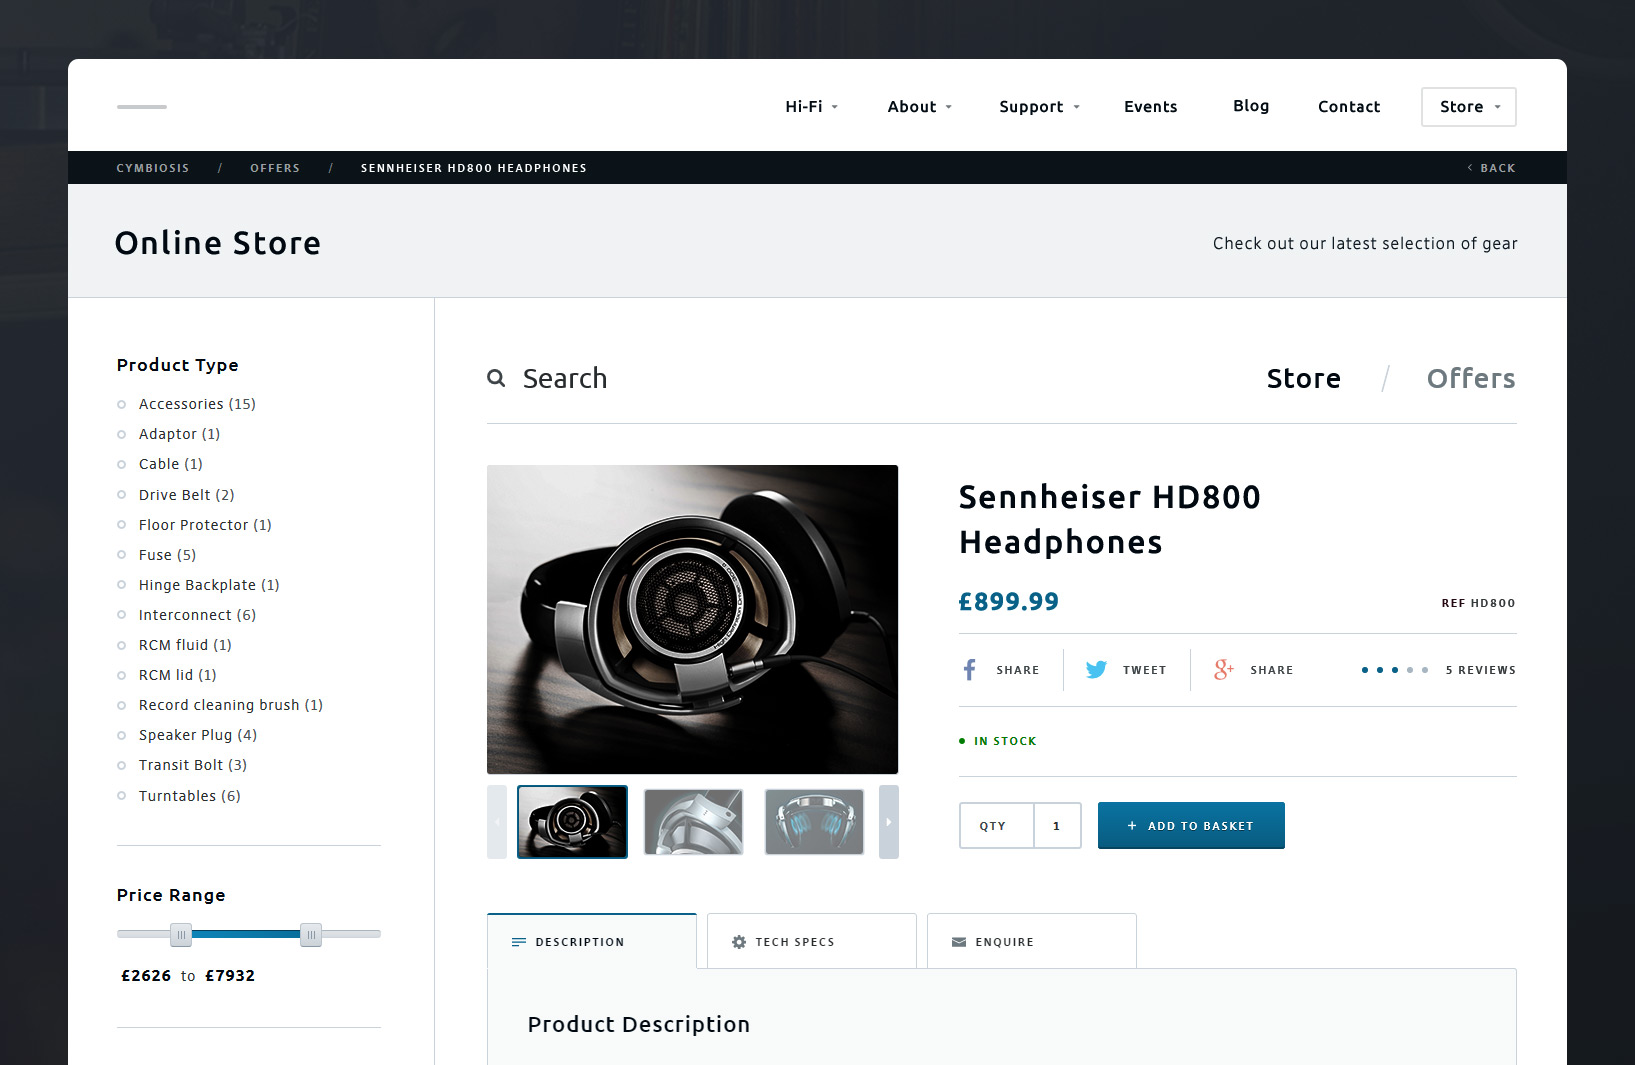 Hi-Fi About Support Events Blog Contact Store
CYMBIOSIS / OFFERS / SENNHEISER HD800 HEADPHONES < BACK
Online Store Check out our latest selection of gear
Product Type
Accessories (15)
Adaptor (1)
Cable (1)
Drive Belt (2)
Floor Protector (1)
Fuse (5)
Hinge Backplate (1)
Interconnect (6)
RCM fluid (1)
RCM lid (1)
Record cleaning brush (1)
Speaker Plug (4)
Transit Bolt (3)
Turntables (6)
Price Range
£2626 to £7932
Search Store / Offers
Sennheiser HD800
Headphones
£899.99 REF HD800
SHARE TWEET SHARE 5 REVIEWS
IN STOCK
QTY 1 + ADD TO BASKET
DESCRIPTION TECH SPECS ENQUIRE
Product Description